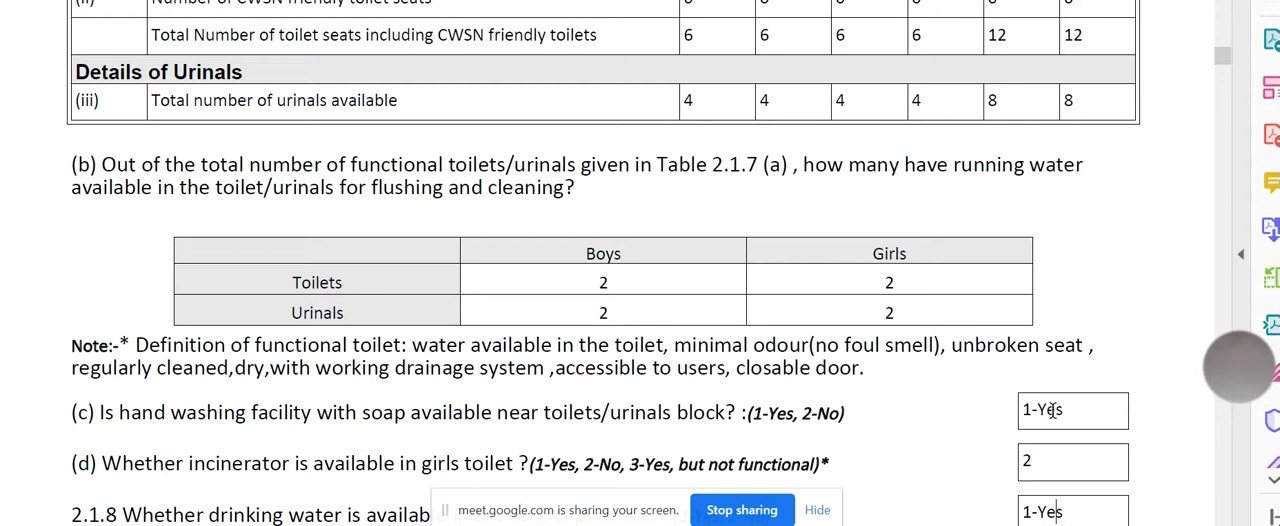 Total Number of toilet seats including CWSN friendly toilets 6 6 6 6 12 12
Details of Urinals
(iii) Total number of urinals available 4 4 4 4 8 8
(b) Out of the total number of functional toilets/urinals given in Table 2.1.7 (a) , how many have running water
available in the toilet/urinals for flushing and cleaning?
Boys Girls
Toilets 2 2
Urinals 2 2
Note:-* Definition of functional toilet: water available in the toilet, minimal odour(no foul smell), unbroken seat ,
regularly cleaned,dry,with working drainage system ,accessible to users, closable door.
(c) Is hand washing facility with soap available near toilets/urinals block? :(1-Yes, 2-No) 1-Yes
(d) Whether incinerator is available in girls toilet ?(1-Yes, 2-No, 3-Yes, but not functional)* 2
2.1.8 Whether drinking water is availab 1-Yes
meet.google.com is sharing your screen. Stop sharing Hide